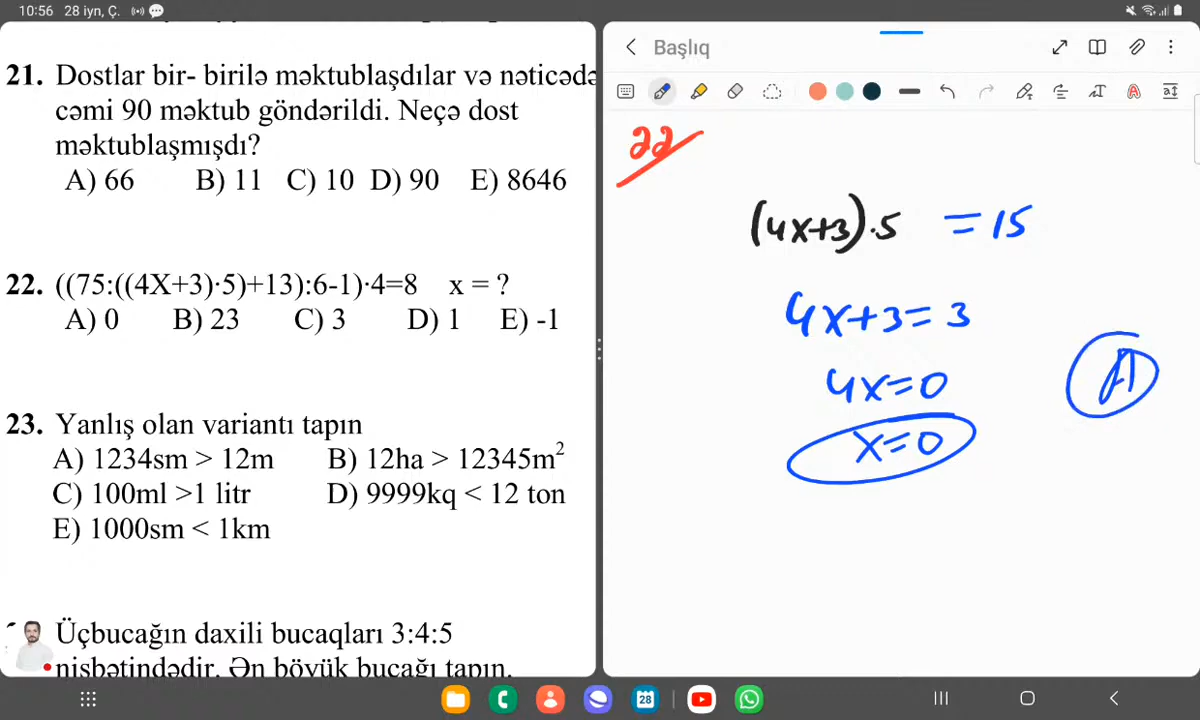 10:56 28 iyn, Ç.
21. Dostlar bir- birilə məktublaşdılar və nəticədə
cəmi 90 məktub göndərildi. Neçə dost
məktublaşmışdı?
A) 66 B) 11 C) 10 D) 90 E) 8646
22. ((75:((4X+3)·5)+13):6-1)·4=8 x = ?
A) 0 B) 23 C) 3 D) 1 E) -1
23. Yanlış olan variantı tapın
A) 1234sm > 12m B) 12ha > 12345m²
C) 100ml >1 litr D) 9999kq < 12 ton
E) 1000sm < 1km
Üçbucağın daxili bucaqları 3:4:5
nisbətindədir. Ən böyük bucağı tapın.
Başlıq
22
(4x+3)·5 = 15
4x+3=3
4x=0
x=0
A
28